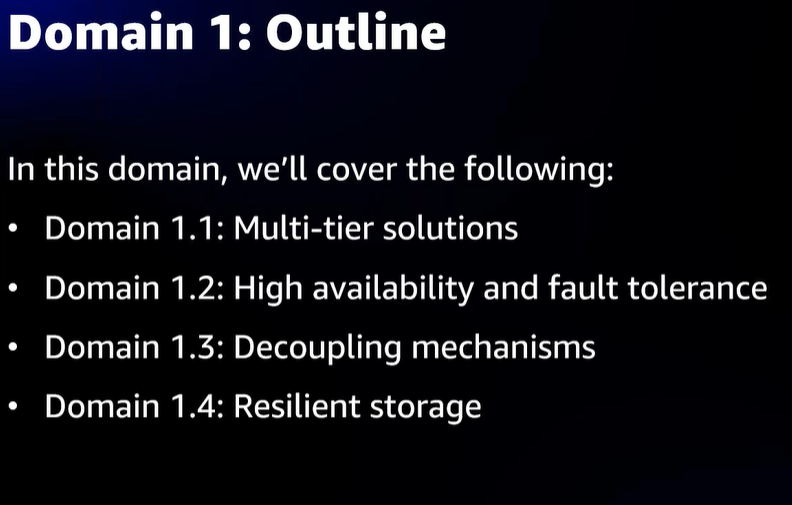 Domain 1: Outline
In this domain, we’ll cover the following:
• Domain 1.1: Multi-tier solutions
• Domain 1.2: High availability and fault tolerance
• Domain 1.3: Decoupling mechanisms
• Domain 1.4: Resilient storage